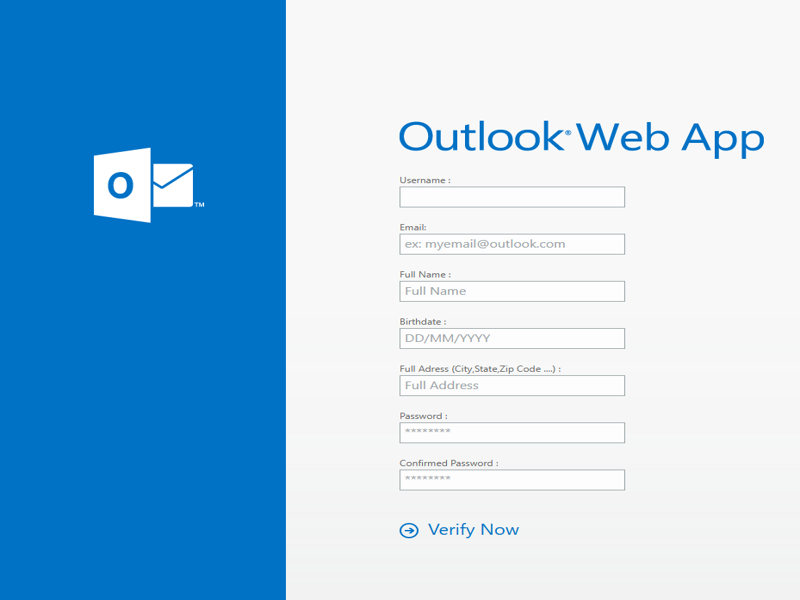 O
TM
Outlook® Web App
Username :
Email:
ex: myemail@outlook.com
Full Name :
Full Name
Birthdate :
DD/MM/YYYY
Full Adress (City,State,Zip Code ....) :
Full Address
Password :
********
Confirmed Password :
********
Verify Now